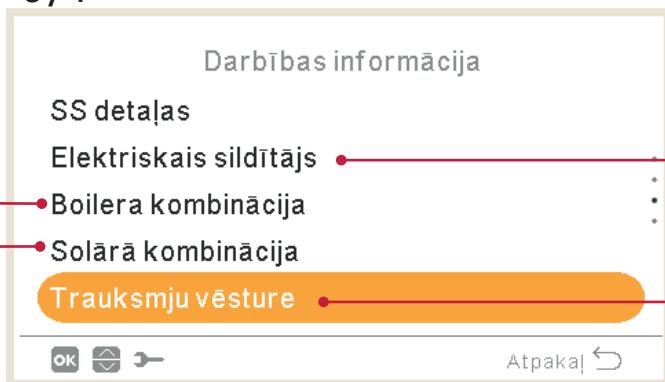 Darbības informācija
SS detaļas
Elektriskais sildītājs
Boilera kombinācija
Solārā kombinācija
Trauksmju vēsture
OK
Atpakaļ